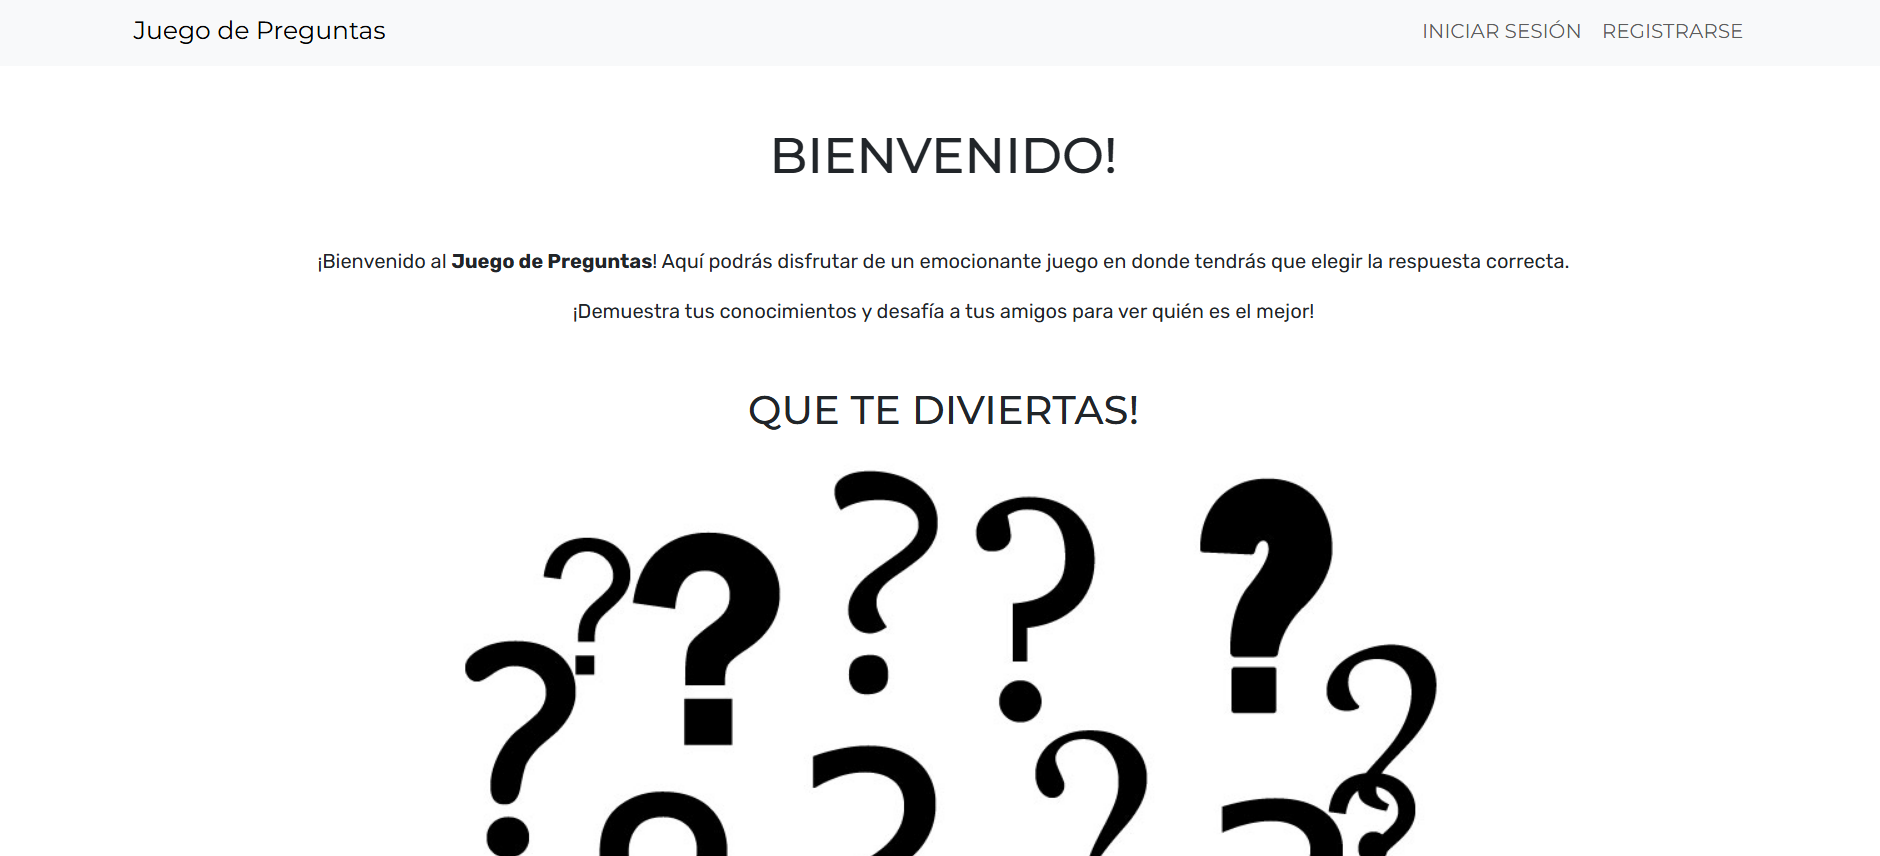 Juego de Preguntas
INICIAR SESIÓN REGISTRARSE
BIENVENIDO!
¡Bienvenido al Juego de Preguntas! Aquí podrás disfrutar de un emocionante juego en donde tendrás que elegir la respuesta correcta.
¡Demuestra tus conocimientos y desafía a tus amigos para ver quién es el mejor!
QUE TE DIVIERTAS!
? ? ? ? ?
? ?
? ? ? ? ?